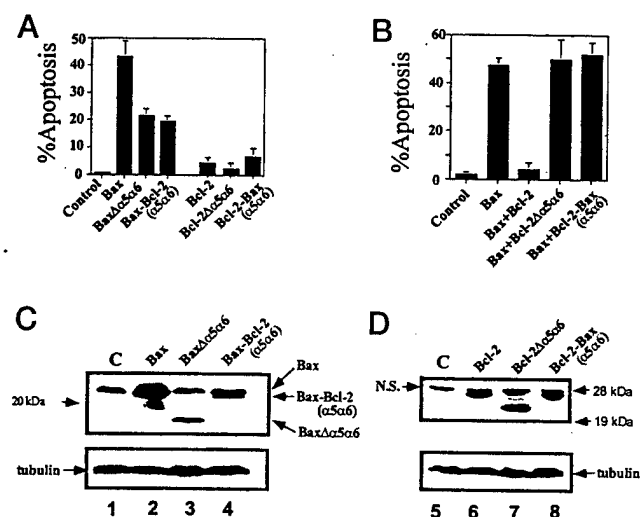 A
%Apoptosis
50
40
30
20
10
0
Control
Bax
BaxΔα5α6
Bax-Bcl-2
(α5α6)
Bcl-2
Bcl-2Δα5α6
Bcl-2-Bax
(α5α6)
B
%Apoptosis
60
40
20
0
Control
Bax
Bax+Bcl-2
Bax+Bcl-2Δα5α6
Bax+Bcl-2-Bax
(α5α6)
C
C
Bax
BaxΔα5α6
Bax-Bcl-2
(α5α6)
20 kDa
Bax
Bax-Bcl-2
(α5α6)
BaxΔα5α6
tubulin
1 2 3 4
D
C
Bcl-2
Bcl-2Δα5α6
Bcl-2-Bax
(α5α6)
N.S.
28 kDa
19 kDa
tubulin
5 6 7 8